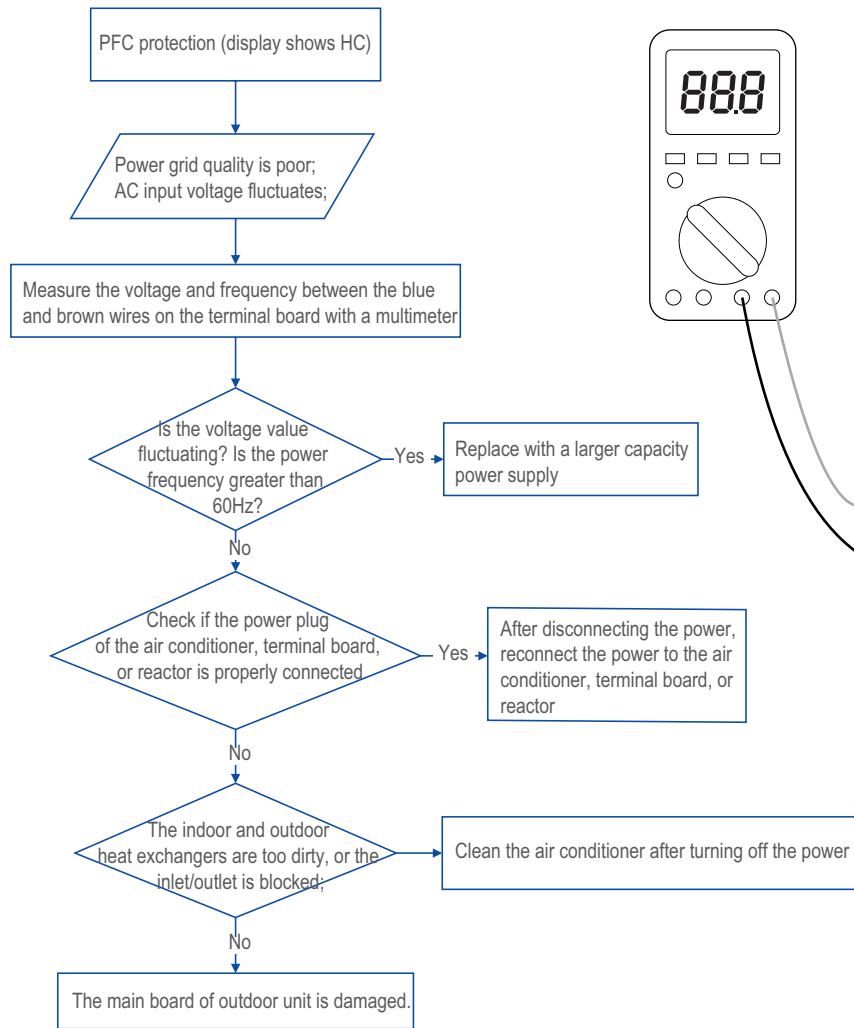 PFC protection (display shows HC)
88.8
Power grid quality is poor;
AC input voltage fluctuates;
Measure the voltage and frequency between the blue
and brown wires on the terminal board with a multimeter
Is the voltage value
fluctuating? Is the power
frequency greater than
60Hz?
Yes
Replace with a larger capacity
power supply
No
Check if the power plug
of the air conditioner, terminal board,
or reactor is properly connected
Yes
After disconnecting the power,
reconnect the power to the air
conditioner, terminal board, or
reactor
No
The indoor and outdoor
heat exchangers are too dirty, or the
inlet/outlet is blocked;
Clean the air conditioner after turning off the power
No
The main board of outdoor unit is damaged.